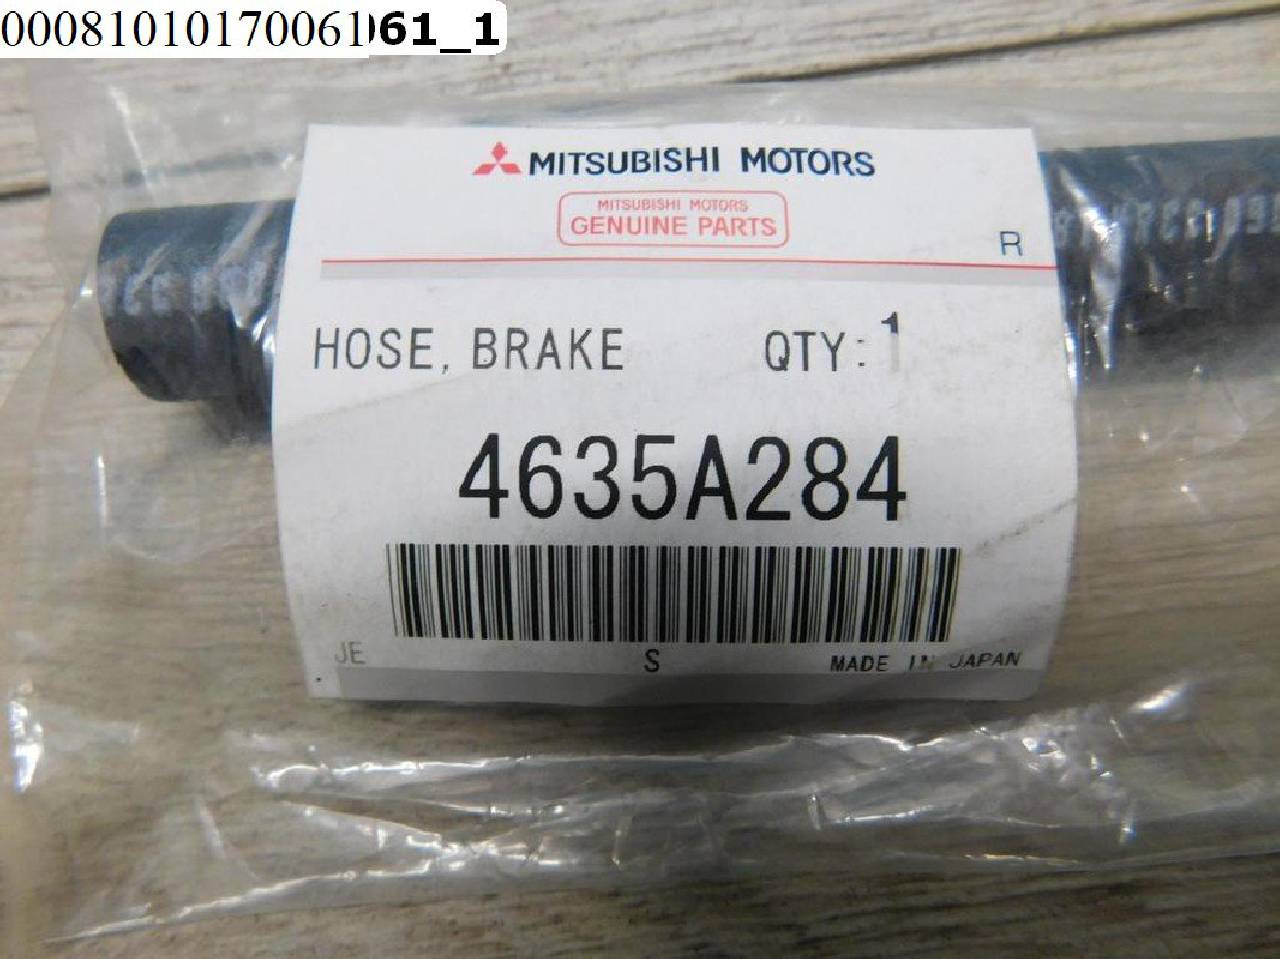 00081010170061061_1
MITSUBISHI MOTORS
MITSUBISHI MOTORS
GENUINE PARTS
R
HOSE, BRAKE QTY: 1
4635A284
JE S MADE IN JAPAN